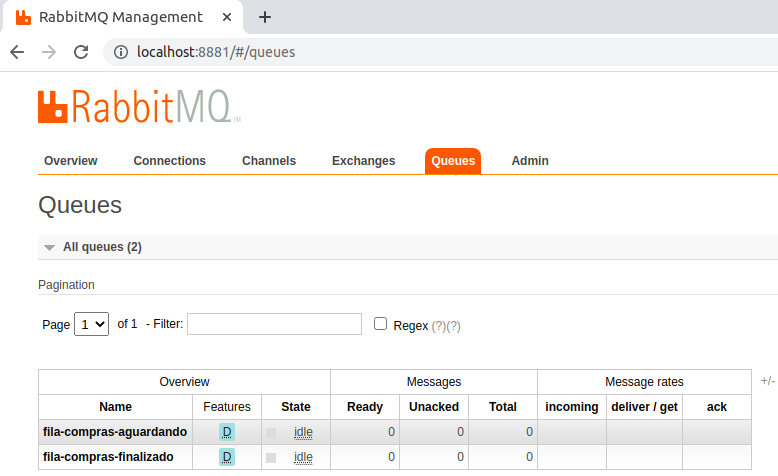 RabbitMQ Management
localhost:8881/#/queues
RabbitMQ TM
Overview Connections Channels Exchanges Queues Admin
Queues
All queues (2)
Pagination
Page 1 of 1 - Filter: Regex (?)(?)
Overview Messages Message rates +/-
Name Features State Ready Unacked Total incoming deliver / get ack
fila-compras-aguardando D idle 0 0 0
fila-compras-finalizado D idle 0 0 0